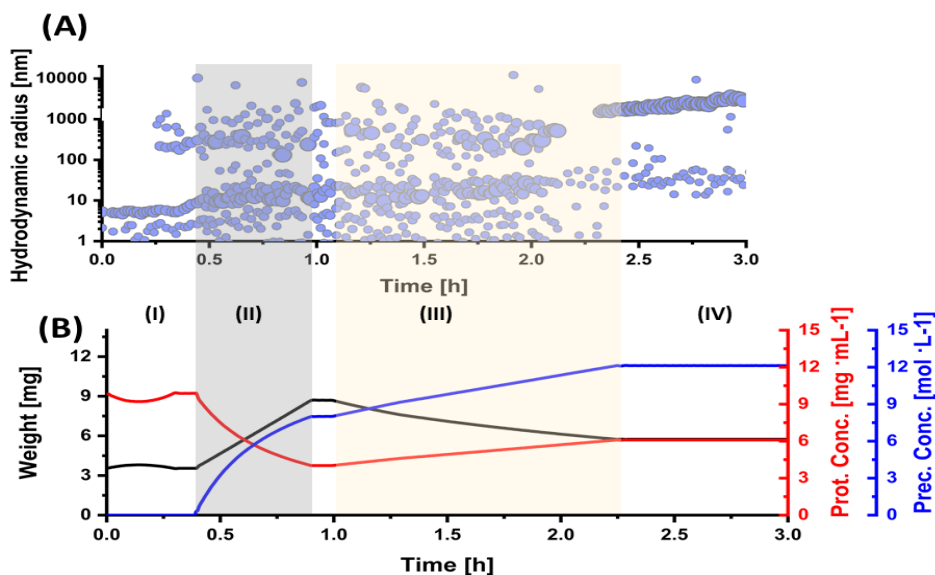 (A)
Hydrodynamic radius [nm]
10000
1000
100
10
1
0.0 0.5 1.0 1.5 2.0 2.5 3.0
Time [h]
(I) (II) (III) (IV)
(B)
Weight [mg]
12
9
6
3
0
0.0 0.5 1.0 1.5 2.0 2.5 3.0
Time [h]
15
12
9
6
3
0
Prot. Conc. [mg ·mL-1]
15
12
9
6
3
0
Prec. Conc. [mol ·L-1]